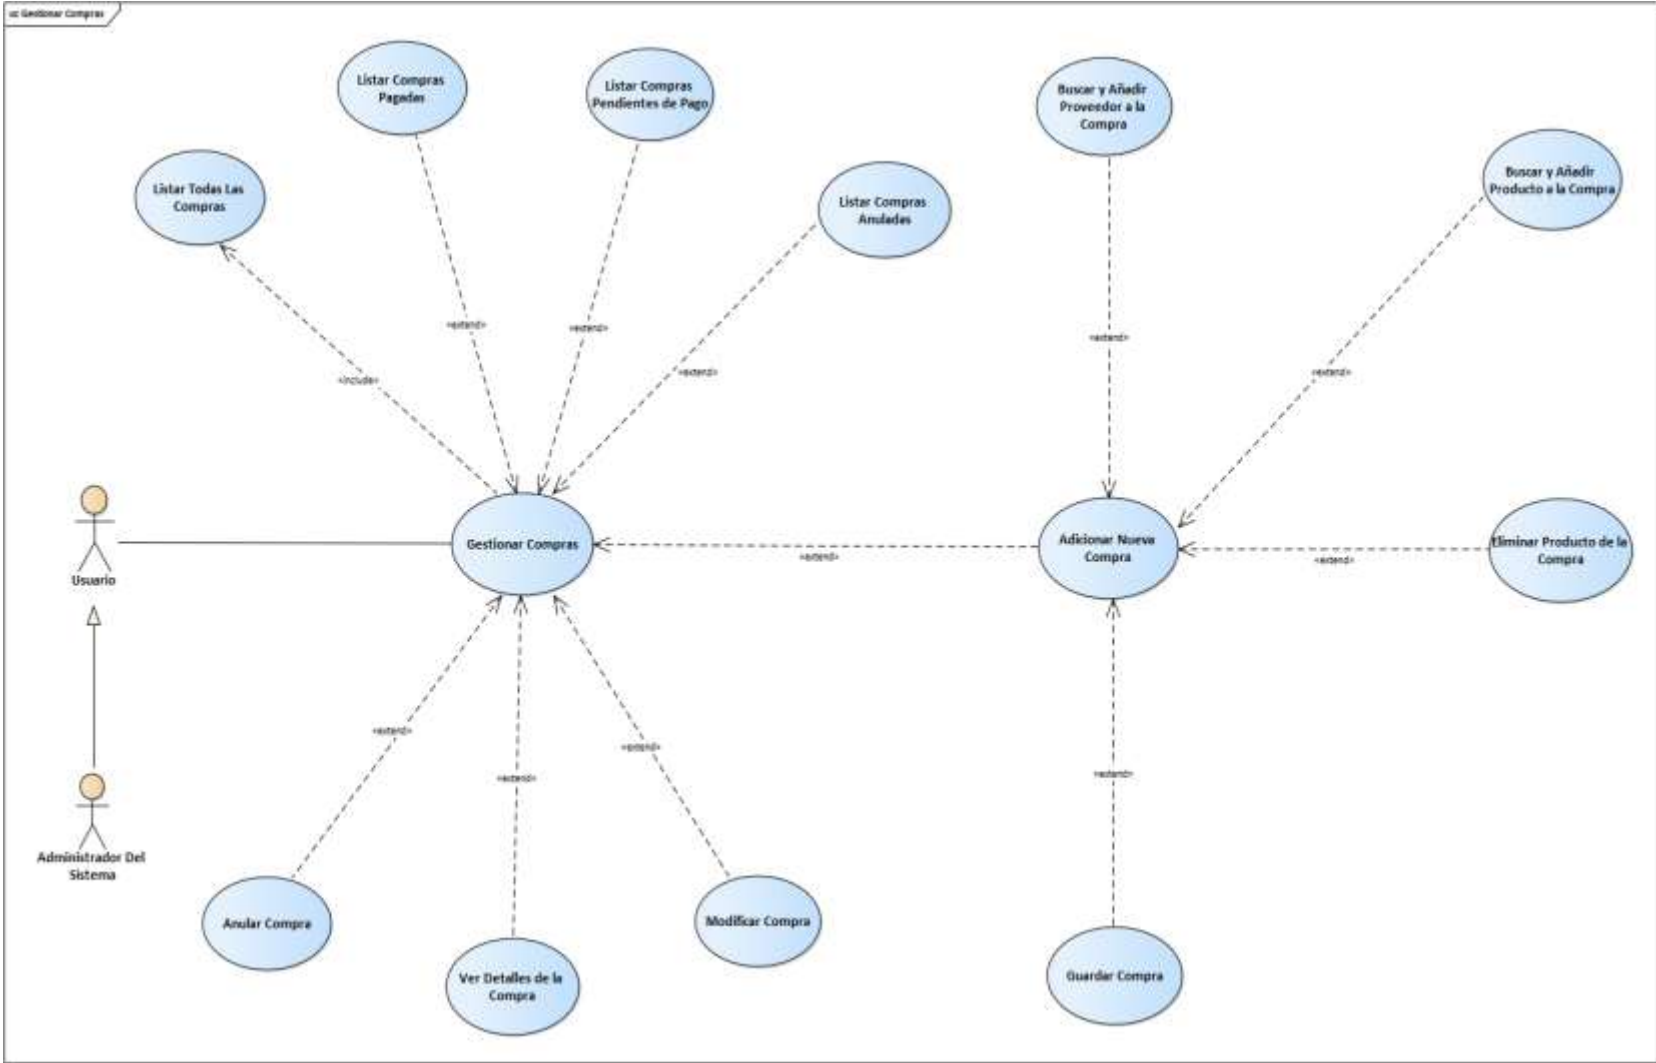 uc Gestionar Compras
Listar Compras
Pagadas
Listar Compras
Pendientes de Pago
Buscar y Añadir
Proveedor a la
Compra
Listar Todas Las
Compras
Listar Compras
Anuladas
Buscar y Añadir
Producto a la Compra
«extend»
«extend»
«extend»
«include»
«extend»
«extend»
Usuario
Gestionar Compras
«extend»
Adicionar Nueva
Compra
«extend»
Eliminar Producto de la
Compra
«extend»
«extend»
«extend»
«extend»
Administrador Del
Sistema
Anular Compra
Ver Detalles de la
Compra
Modificar Compra
Guardar Compra